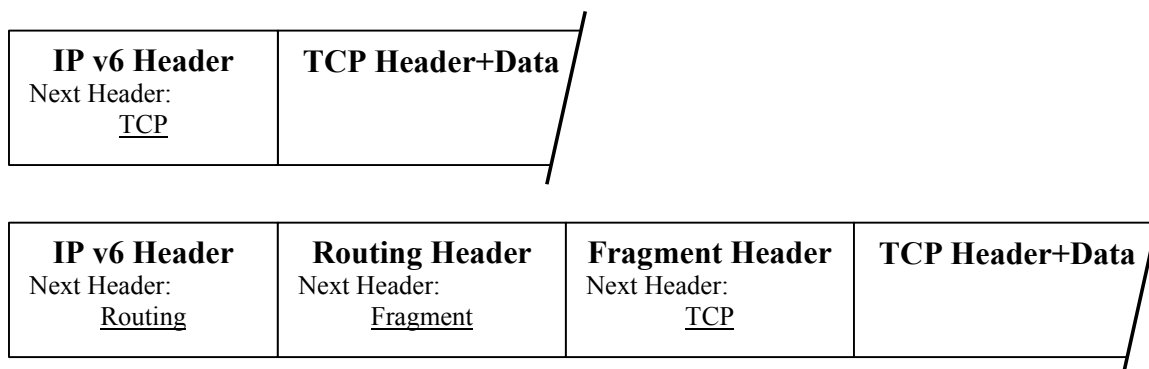 IP v6 Header
Next Header:
TCP
TCP Header+Data
IP v6 Header
Next Header:
Routing
Routing Header
Next Header:
Fragment
Fragment Header
Next Header:
TCP
TCP Header+Data